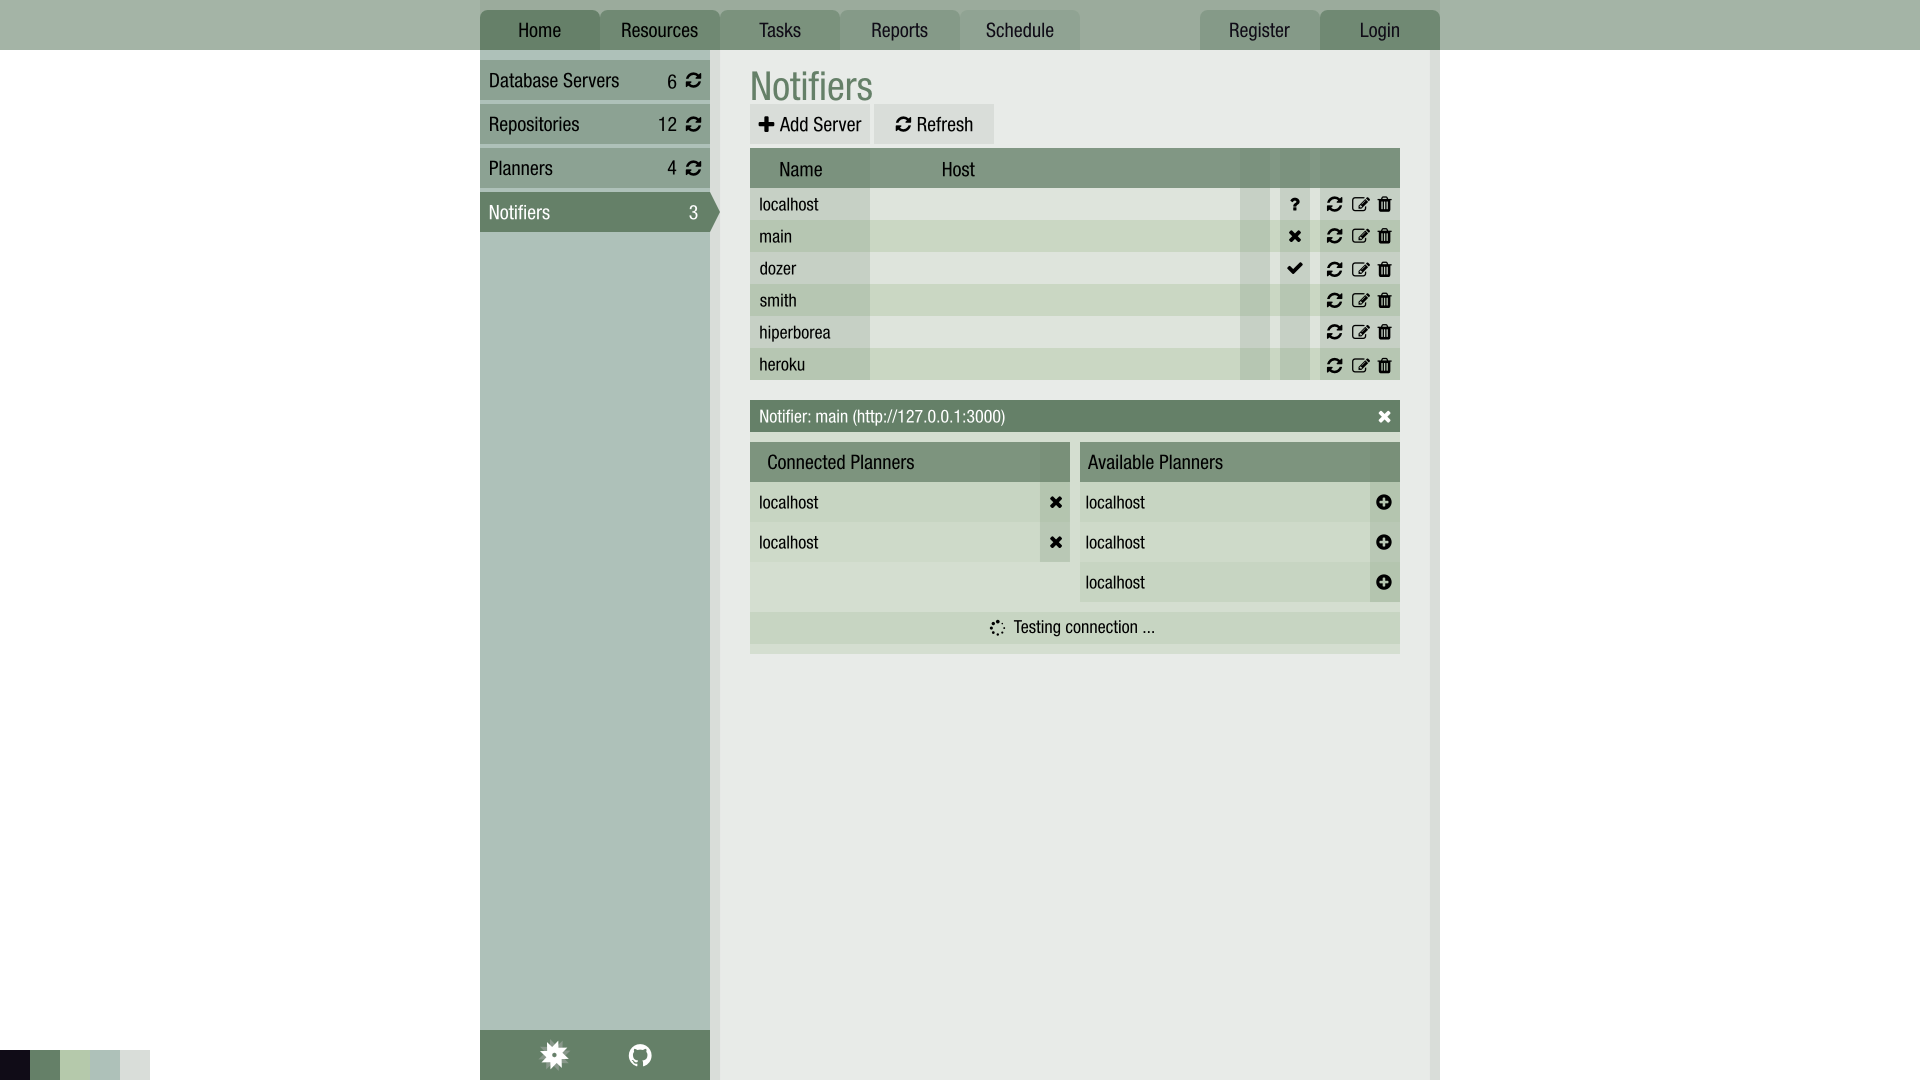 Home Resources Tasks Reports Schedule Register Login
Database Servers 6
Repositories 12
Planners 4
Notifiers 3
Notifiers
Add Server Refresh
Name Host
localhost ?
main
dozer
smith
hiperborea
heroku
Notifier: main (http://127.0.0.1:3000)
Connected Planners Available Planners
localhost localhost
localhost localhost
localhost
Testing connection ...